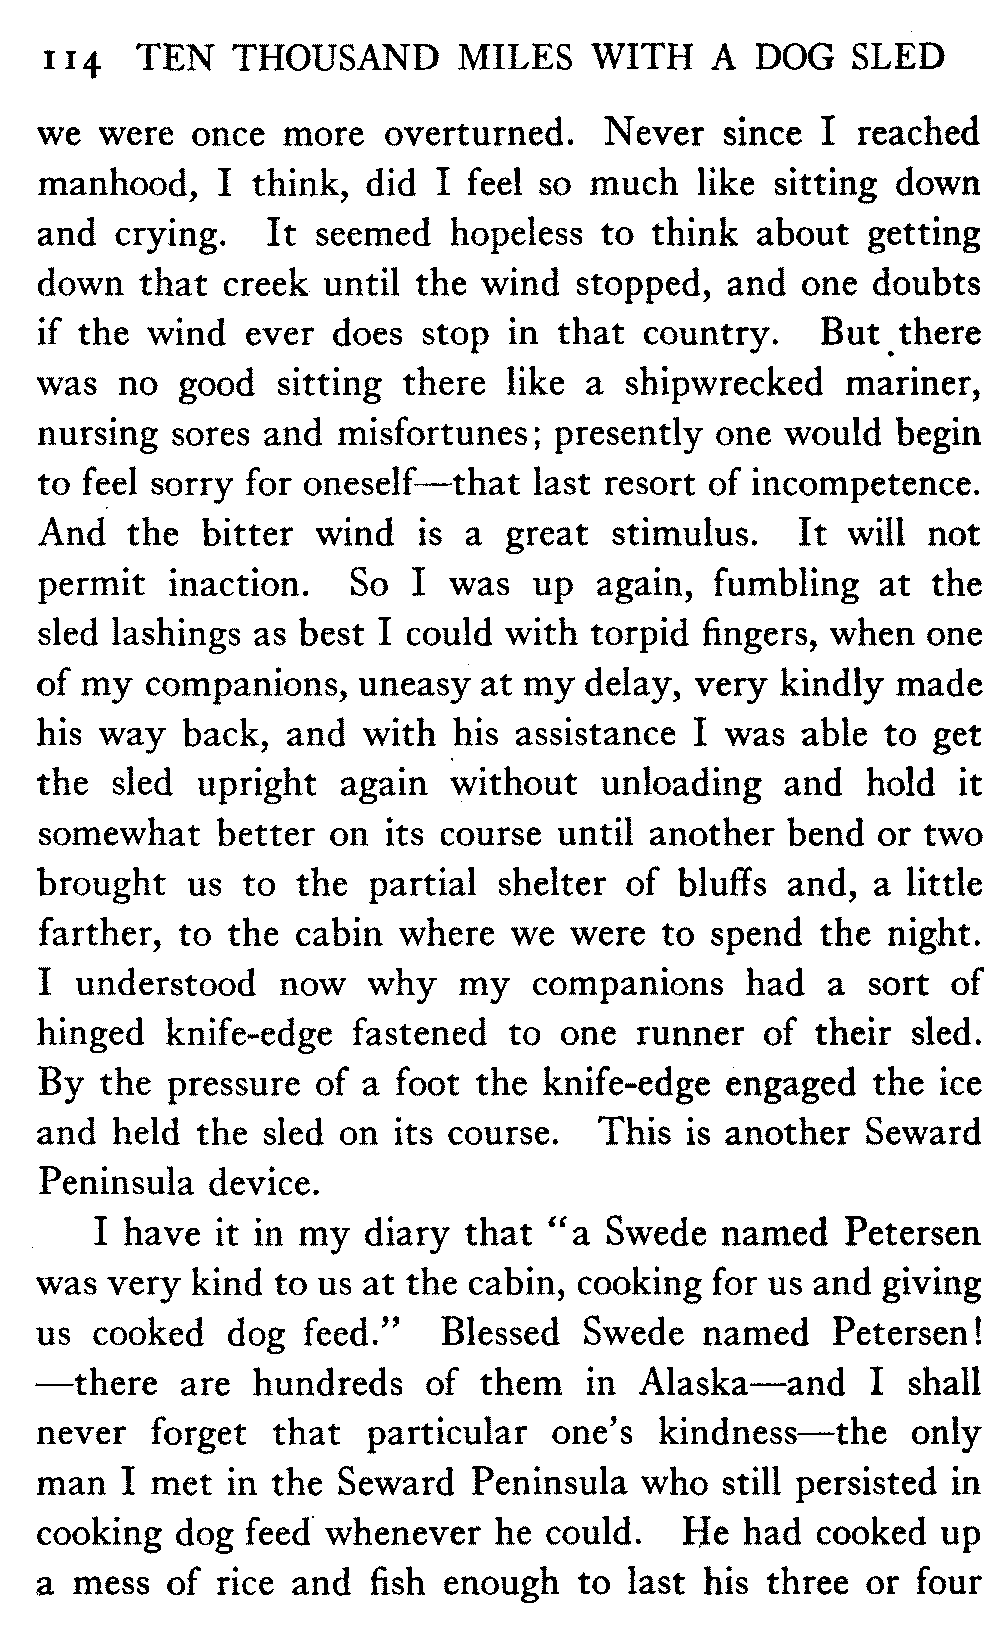 114 TEN THOUSAND MILES WITH A DOG SLED
we were once more overturned. Never since I reached
manhood, I think, did I feel so much like sitting down
and crying. It seemed hopeless to think about getting
down that creek until the wind stopped, and one doubts
if the wind ever does stop in that country. But there
was no good sitting there like a shipwrecked mariner,
nursing sores and misfortunes; presently one would begin
to feel sorry for oneself—that last resort of incompetence.
And the bitter wind is a great stimulus. It will not
permit inaction. So I was up again, fumbling at the
sled lashings as best I could with torpid fingers, when one
of my companions, uneasy at my delay, very kindly made
his way back, and with his assistance I was able to get
the sled upright again without unloading and hold it
somewhat better on its course until another bend or two
brought us to the partial shelter of bluffs and, a little
farther, to the cabin where we were to spend the night.
I understood now why my companions had a sort of
hinged knife-edge fastened to one runner of their sled.
By the pressure of a foot the knife-edge engaged the ice
and held the sled on its course. This is another Seward
Peninsula device.
I have it in my diary that “a Swede named Petersen
was very kind to us at the cabin, cooking for us and giving
us cooked dog feed.” Blessed Swede named Petersen!
—there are hundreds of them in Alaska—and I shall
never forget that particular one’s kindness—the only
man I met in the Seward Peninsula who still persisted in
cooking dog feed whenever he could. He had cooked up
a mess of rice and fish enough to last his three or four